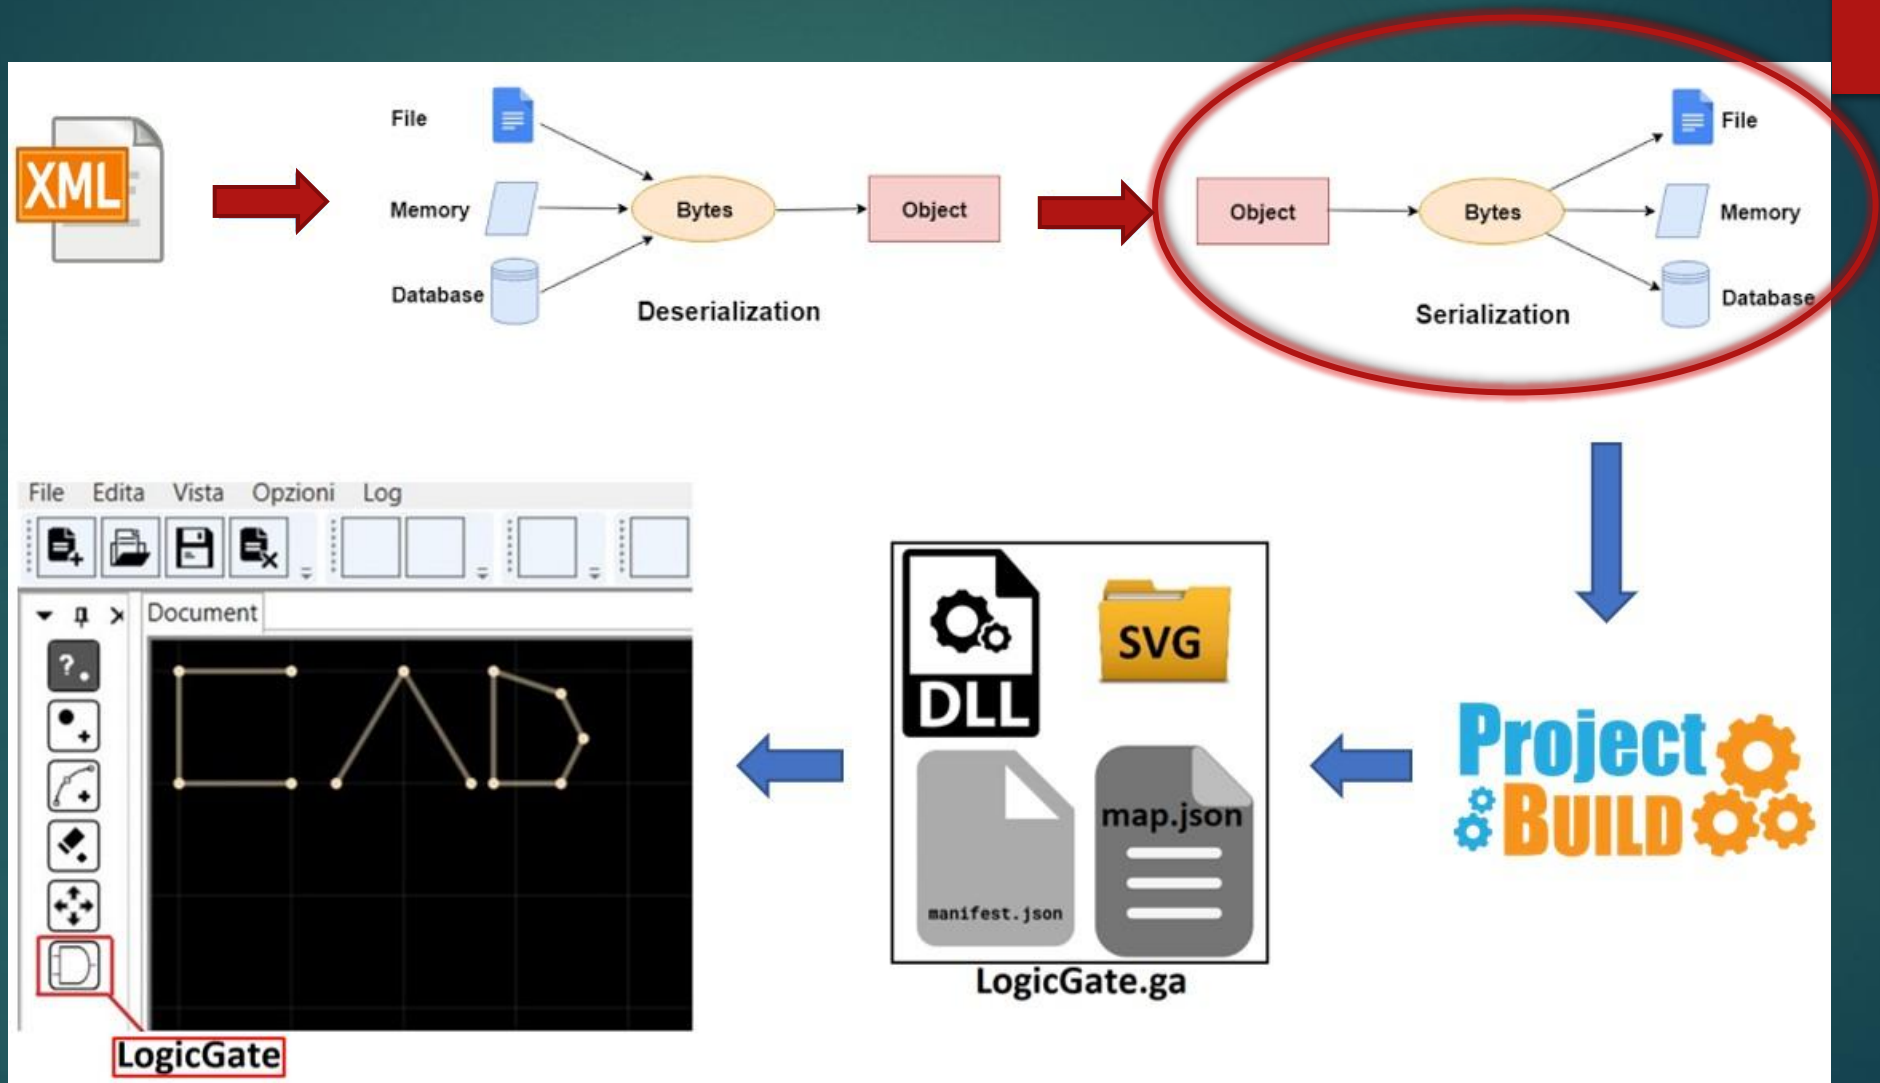 XML
File
Memory
Database
Bytes
Object
Deserialization
Object
Bytes
File
Memory
Database
Serialization
File Edita Vista Opzioni Log
Document
?
LogicGate
DLL
SVG
manifest.json
map.json
LogicGate.ga
Project
BUILD